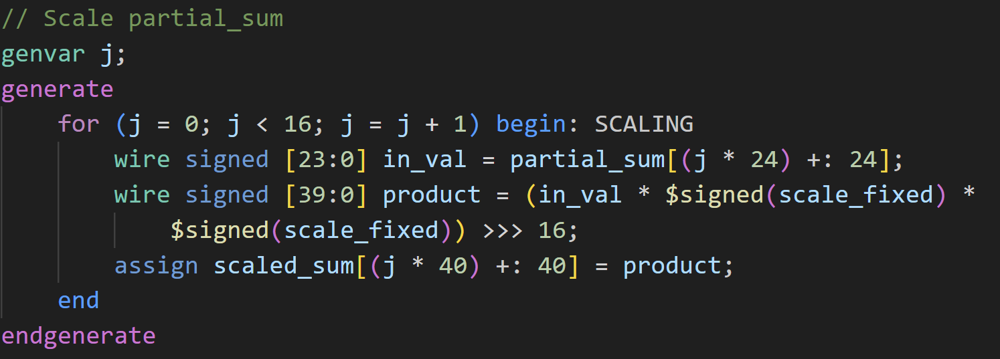 // Scale partial_sum
genvar j;
generate
    for (j = 0; j < 16; j = j + 1) begin: SCALING
        wire signed [23:0] in_val = partial_sum[(j * 24) +: 24];
        wire signed [39:0] product = (in_val * $signed(scale_fixed) *
            $signed(scale_fixed)) >>> 16;
        assign scaled_sum[(j * 40) +: 40] = product;
    end
endgenerate